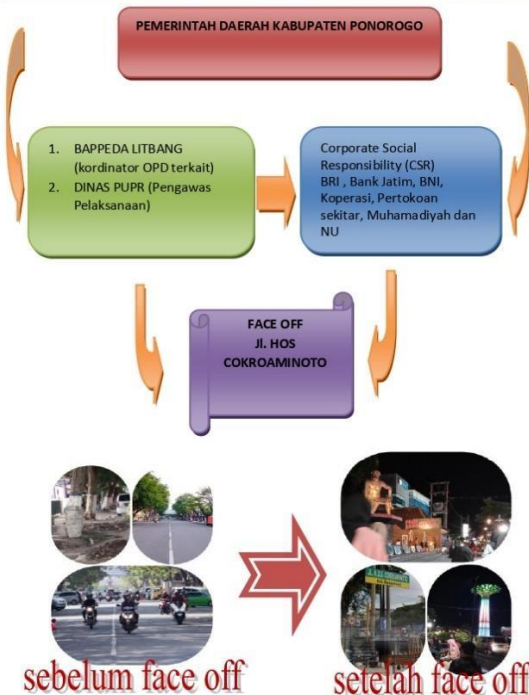 PEMERINTAH DAERAH KABUPATEN PONOROGO
1. BAPPEDA LITBANG
(kordinator OPD terkait)
2. DINAS PUPR (Pengawas
Pelaksanaan)
Corporate Social
Responsibility (CSR)
BRI , Bank Jatim, BNI,
Koperasi, Pertokoan
sekitar, Muhamadiyah dan
NU
FACE OFF
Jl. HOS
COKROAMINOTO
sebelum face off
setelah face off